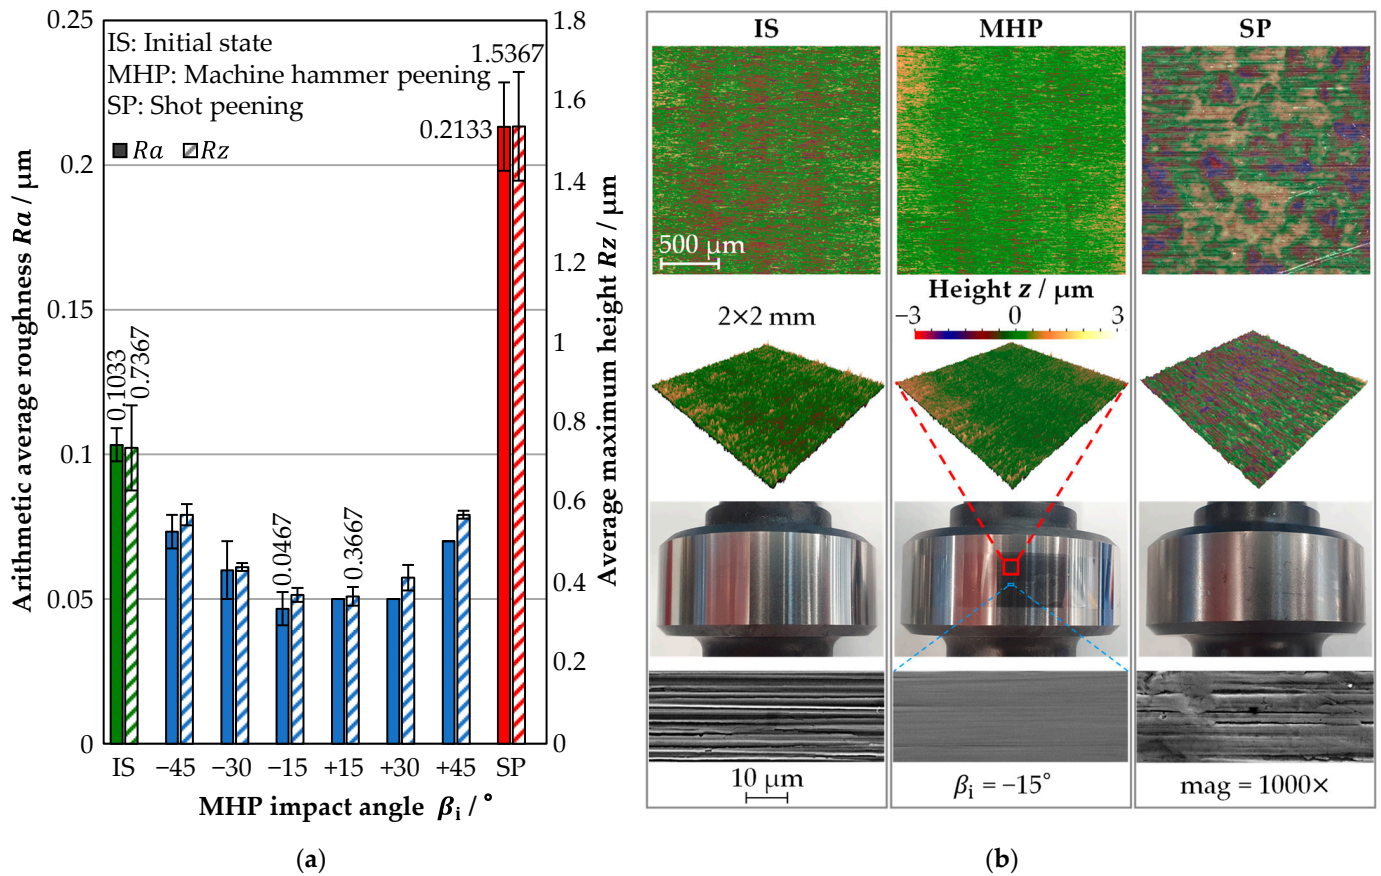 IS: Initial state
MHP: Machine hammer peening
SP: Shot peening
Ra Rz
Arithmetic average roughness Ra / µm
0.25
0.2
0.15
0.1
0.05
0
0.1033
0.7367
0.0467
0.3667
1.5367
0.2133
1.8
1.6
1.4
1.2
1
0.8
0.6
0.4
0.2
0
Average maximum height Rz / µm
IS −45 −30 −15 +15 +30 +45 SP
MHP impact angle βi / °
(a)
IS MHP SP
500 µm
Height z / µm
−3 0 3
2×2 mm
10 µm
βi = −15°
mag = 1000×
(b)